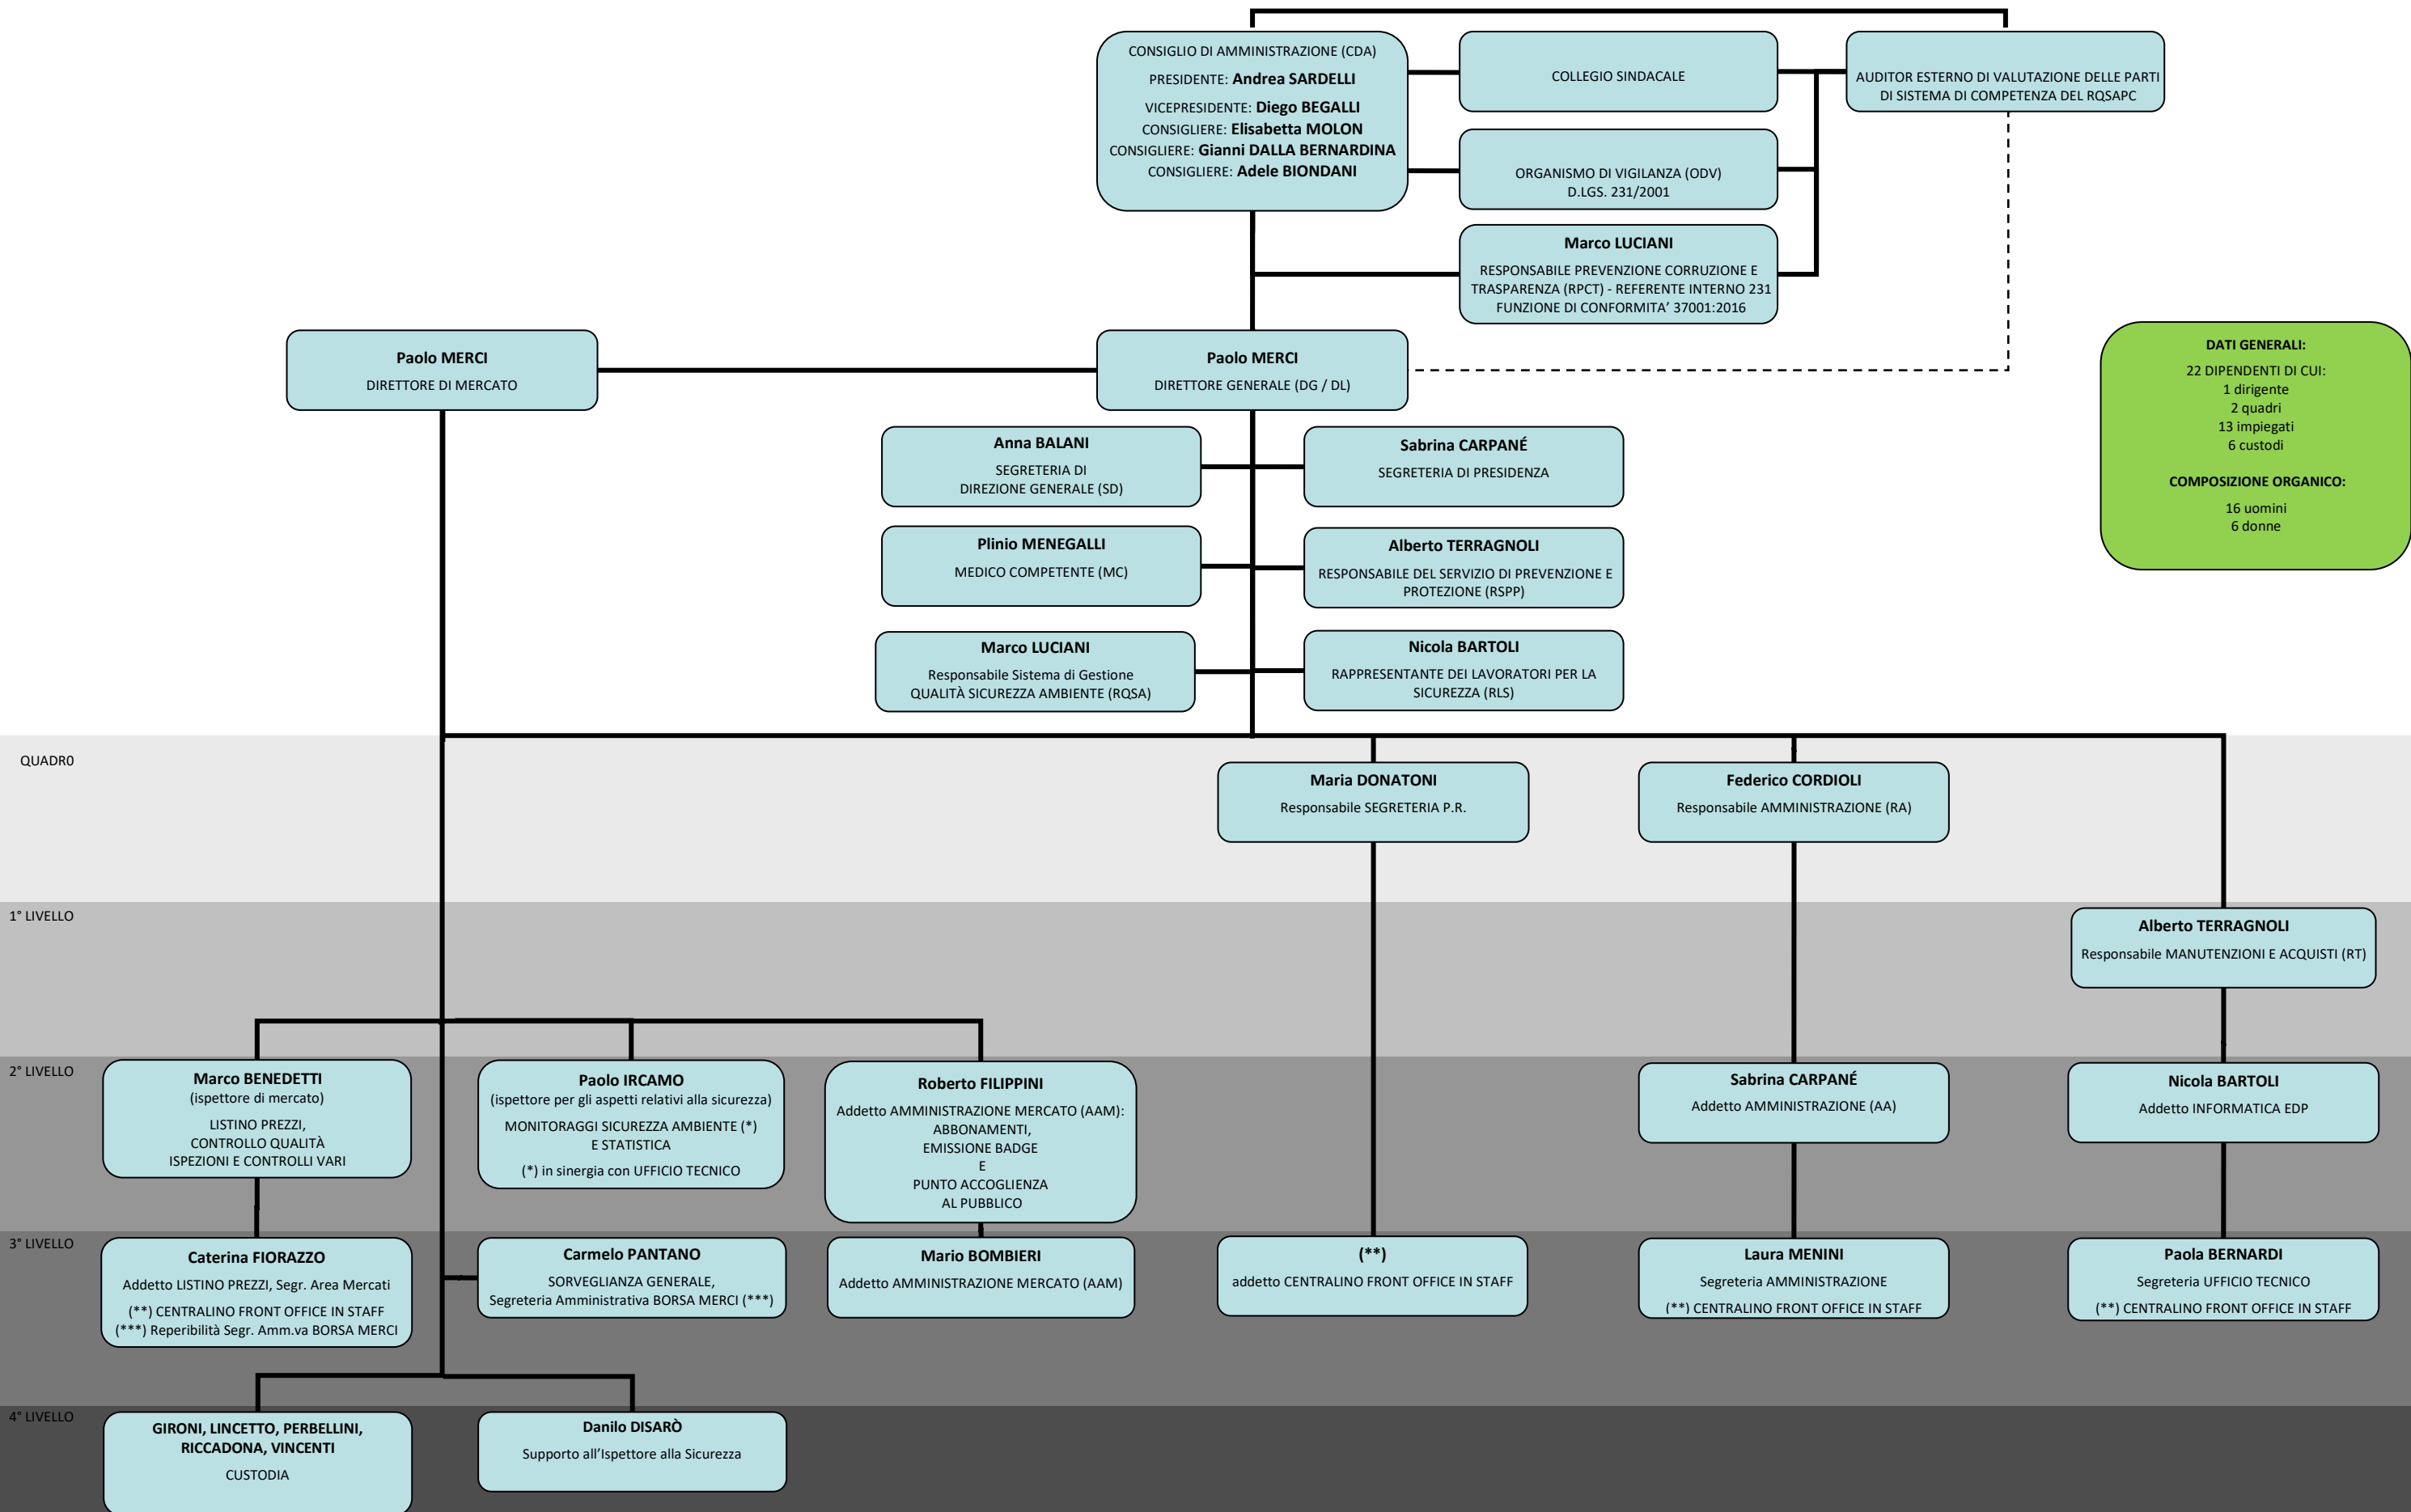 CONSIGLIO DI AMMINISTRAZIONE (CDA)
PRESIDENTE: Andrea SARDELLI
VICEPRESIDENTE: Diego BEGALLI
CONSIGLIERE: Elisabetta MOLON
CONSIGLIERE: Gianni DALLA BERNARDINA
CONSIGLIERE: Adele BIONDANI
COLLEGIO SINDACALE
AUDITOR ESTERNO DI VALUTAZIONE DELLE PARTI
DI SISTEMA DI COMPETENZA DEL RQSAPC
ORGANISMO DI VIGILANZA (ODV)
D.LGS. 231/2001
Marco LUCIANI
RESPONSABILE PREVENZIONE CORRUZIONE E
TRASPARENZA (RPCT) - REFERENTE INTERNO 231
FUNZIONE DI CONFORMITA’ 37001:2016
Paolo MERCI
DIRETTORE DI MERCATO
Paolo MERCI
DIRETTORE GENERALE (DG / DL)
DATI GENERALI:
22 DIPENDENTI DI CUI:
1 dirigente
2 quadri
13 impiegati
6 custodi
COMPOSIZIONE ORGANICO:
16 uomini
6 donne
Anna BALANI
SEGRETERIA DI
DIREZIONE GENERALE (SD)
Sabrina CARPANÉ
SEGRETERIA DI PRESIDENZA
Plinio MENEGALLI
MEDICO COMPETENTE (MC)
Alberto TERRAGNOLI
RESPONSABILE DEL SERVIZIO DI PREVENZIONE E
PROTEZIONE (RSPP)
Marco LUCIANI
Responsabile Sistema di Gestione
QUALITÀ SICUREZZA AMBIENTE (RQSA)
Nicola BARTOLI
RAPPRESENTANTE DEI LAVORATORI PER LA
SICUREZZA (RLS)
QUADR0
Maria DONATONI
Responsabile SEGRETERIA P.R.
Federico CORDIOLI
Responsabile AMMINISTRAZIONE (RA)
1° LIVELLO
Alberto TERRAGNOLI
Responsabile MANUTENZIONI E ACQUISTI (RT)
2° LIVELLO
Marco BENEDETTI
(ispettore di mercato)
LISTINO PREZZI,
CONTROLLO QUALITÀ
ISPEZIONI E CONTROLLI VARI
Paolo IRCAMO
(ispettore per gli aspetti relativi alla sicurezza)
MONITORAGGI SICUREZZA AMBIENTE (*)
E STATISTICA
(*) in sinergia con UFFICIO TECNICO
Roberto FILIPPINI
Addetto AMMINISTRAZIONE MERCATO (AAM):
ABBONAMENTI,
EMISSIONE BADGE
E
PUNTO ACCOGLIENZA
AL PUBBLICO
Sabrina CARPANÉ
Addetto AMMINISTRAZIONE (AA)
Nicola BARTOLI
Addetto INFORMATICA EDP
3° LIVELLO
Caterina FIORAZZO
Addetto LISTINO PREZZI, Segr. Area Mercati
(**) CENTRALINO FRONT OFFICE IN STAFF
(***) Reperibilità Segr. Amm.va BORSA MERCI
Carmelo PANTANO
SORVEGLIANZA GENERALE,
Segreteria Amministrativa BORSA MERCI (***)
Mario BOMBIERI
Addetto AMMINISTRAZIONE MERCATO (AAM)
(**)
addetto CENTRALINO FRONT OFFICE IN STAFF
Laura MENINI
Segreteria AMMINISTRAZIONE
(**) CENTRALINO FRONT OFFICE IN STAFF
Paola BERNARDI
Segreteria UFFICIO TECNICO
(**) CENTRALINO FRONT OFFICE IN STAFF
4° LIVELLO
GIRONI, LINCETTO, PERBELLINI,
RICCADONA, VINCENTI
CUSTODIA
Danilo DISARÒ
Supporto all’Ispettore alla Sicurezza